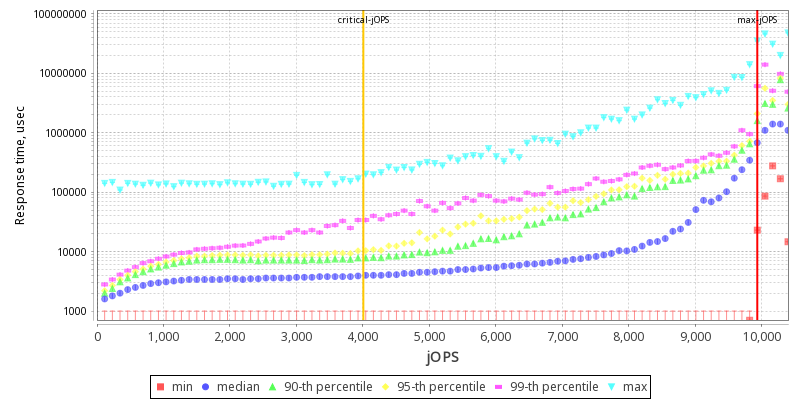 critical-jOPS
max-jOPS
100000000
10000000
1000000
100000
10000
1000
Response time, usec
0
1,000
2,000
3,000
4,000
5,000
6,000
7,000
8,000
9,000
10,000
jOPS
min
median
90-th percentile
95-th percentile
99-th percentile
max